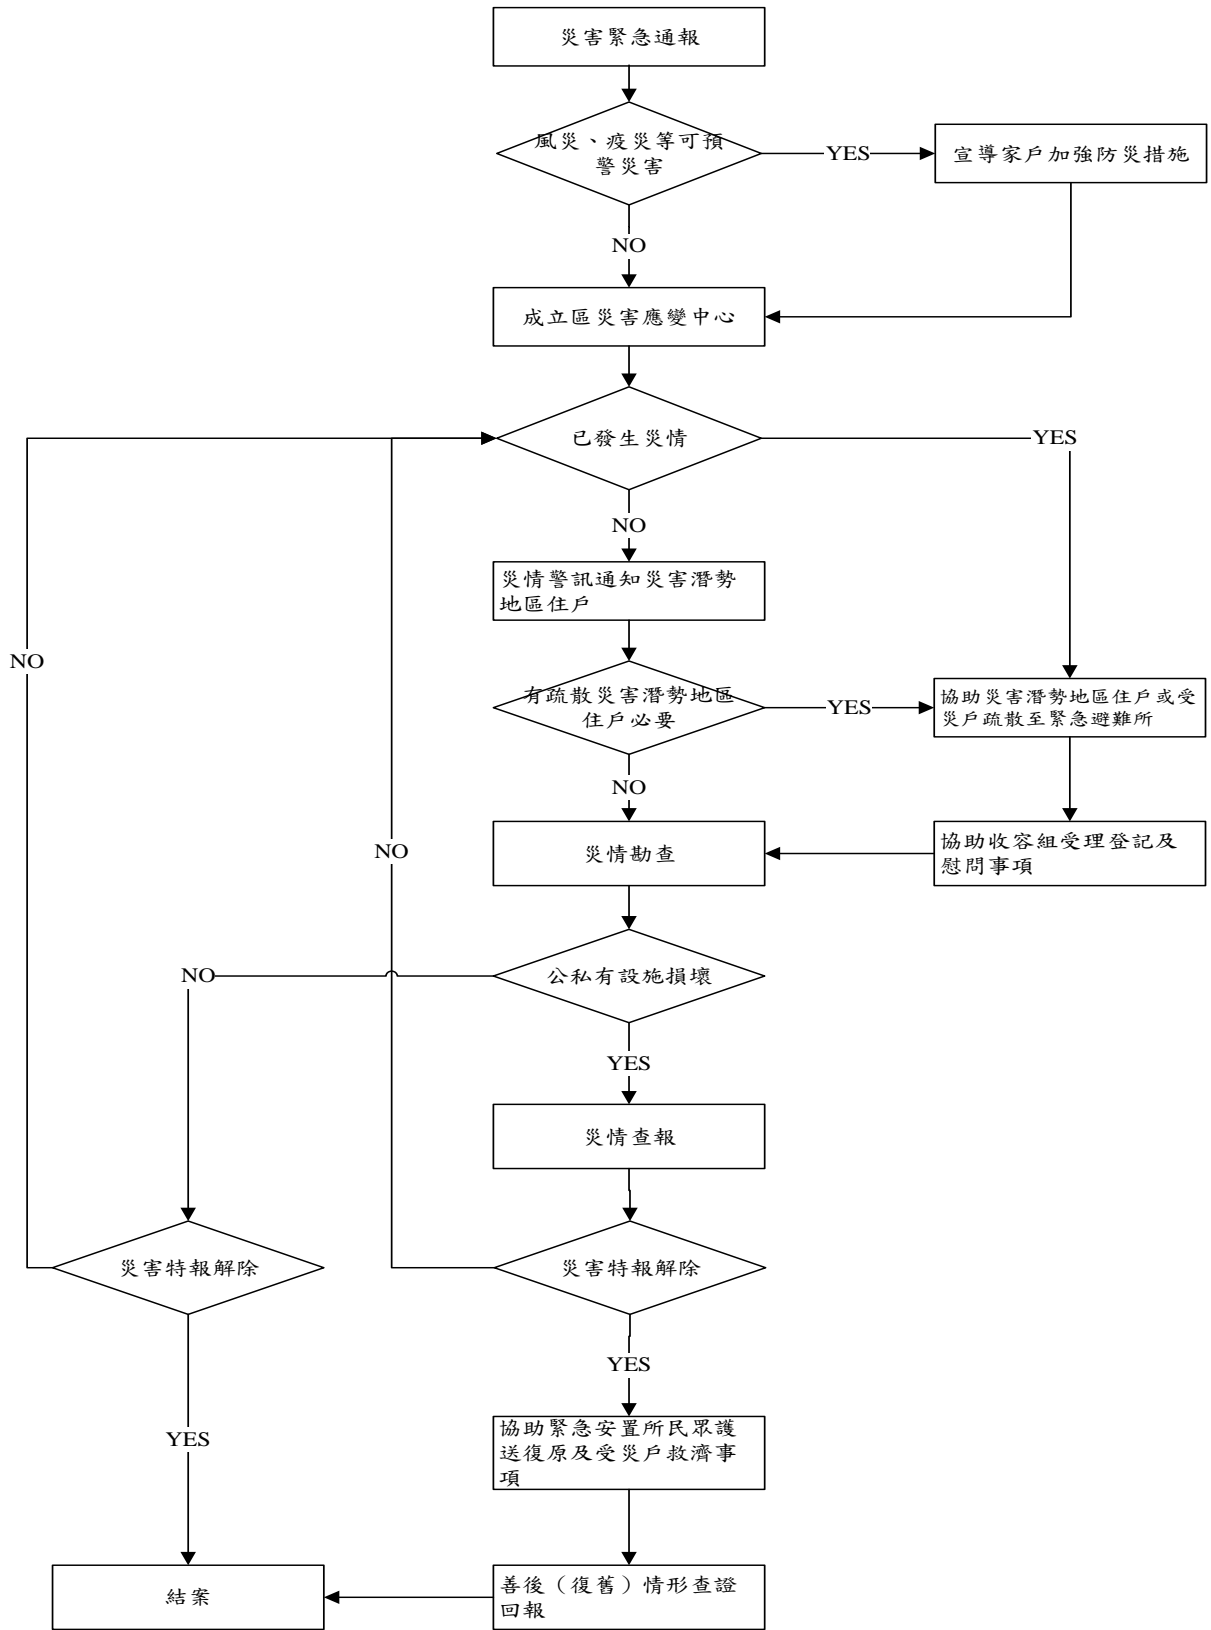 災害緊急通報
風災、疫災等可預
警災害
YES
宣導家戶加強防災措施
NO
成立區災害應變中心
已發生災情
YES
NO
災情警訊通知災害潛勢
地區住戶
NO
有疏散災害潛勢地區
住戶必要
YES
協助災害潛勢地區住戶或受
災戶疏散至緊急避難所
NO
災情勘查
協助收容組受理登記及
慰問事項
NO
公私有設施損壞
NO
YES
災情查報
災害特報解除
災害特報解除
YES
YES
協助緊急安置所民眾護
送復原及受災戶救濟事
項
結案
善後（復舊）情形查證
回報